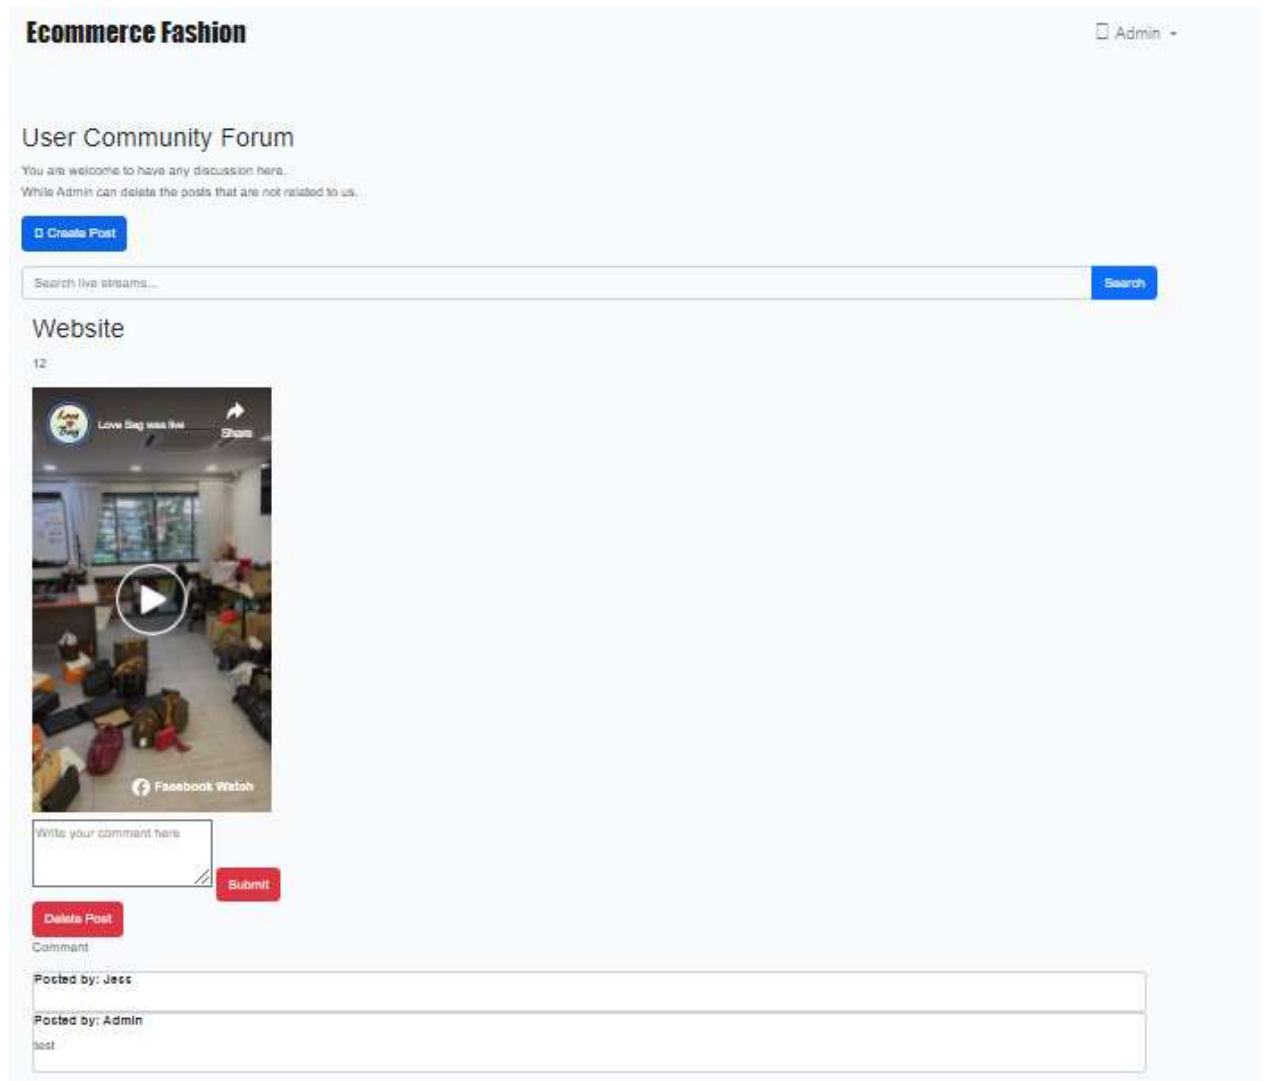 Ecommerce Fashion
Admin
User Community Forum
You are welcome to have any discussion here.
While Admin can delete the posts that are not related to us.
Create Post
Search live streams...
Search
Website
12
Love Bag
Love Bag was live
Share
Facebook Watch
Write your comment here
Submit
Delete Post
Comment
Posted by: Jess
Posted by: Admin
test